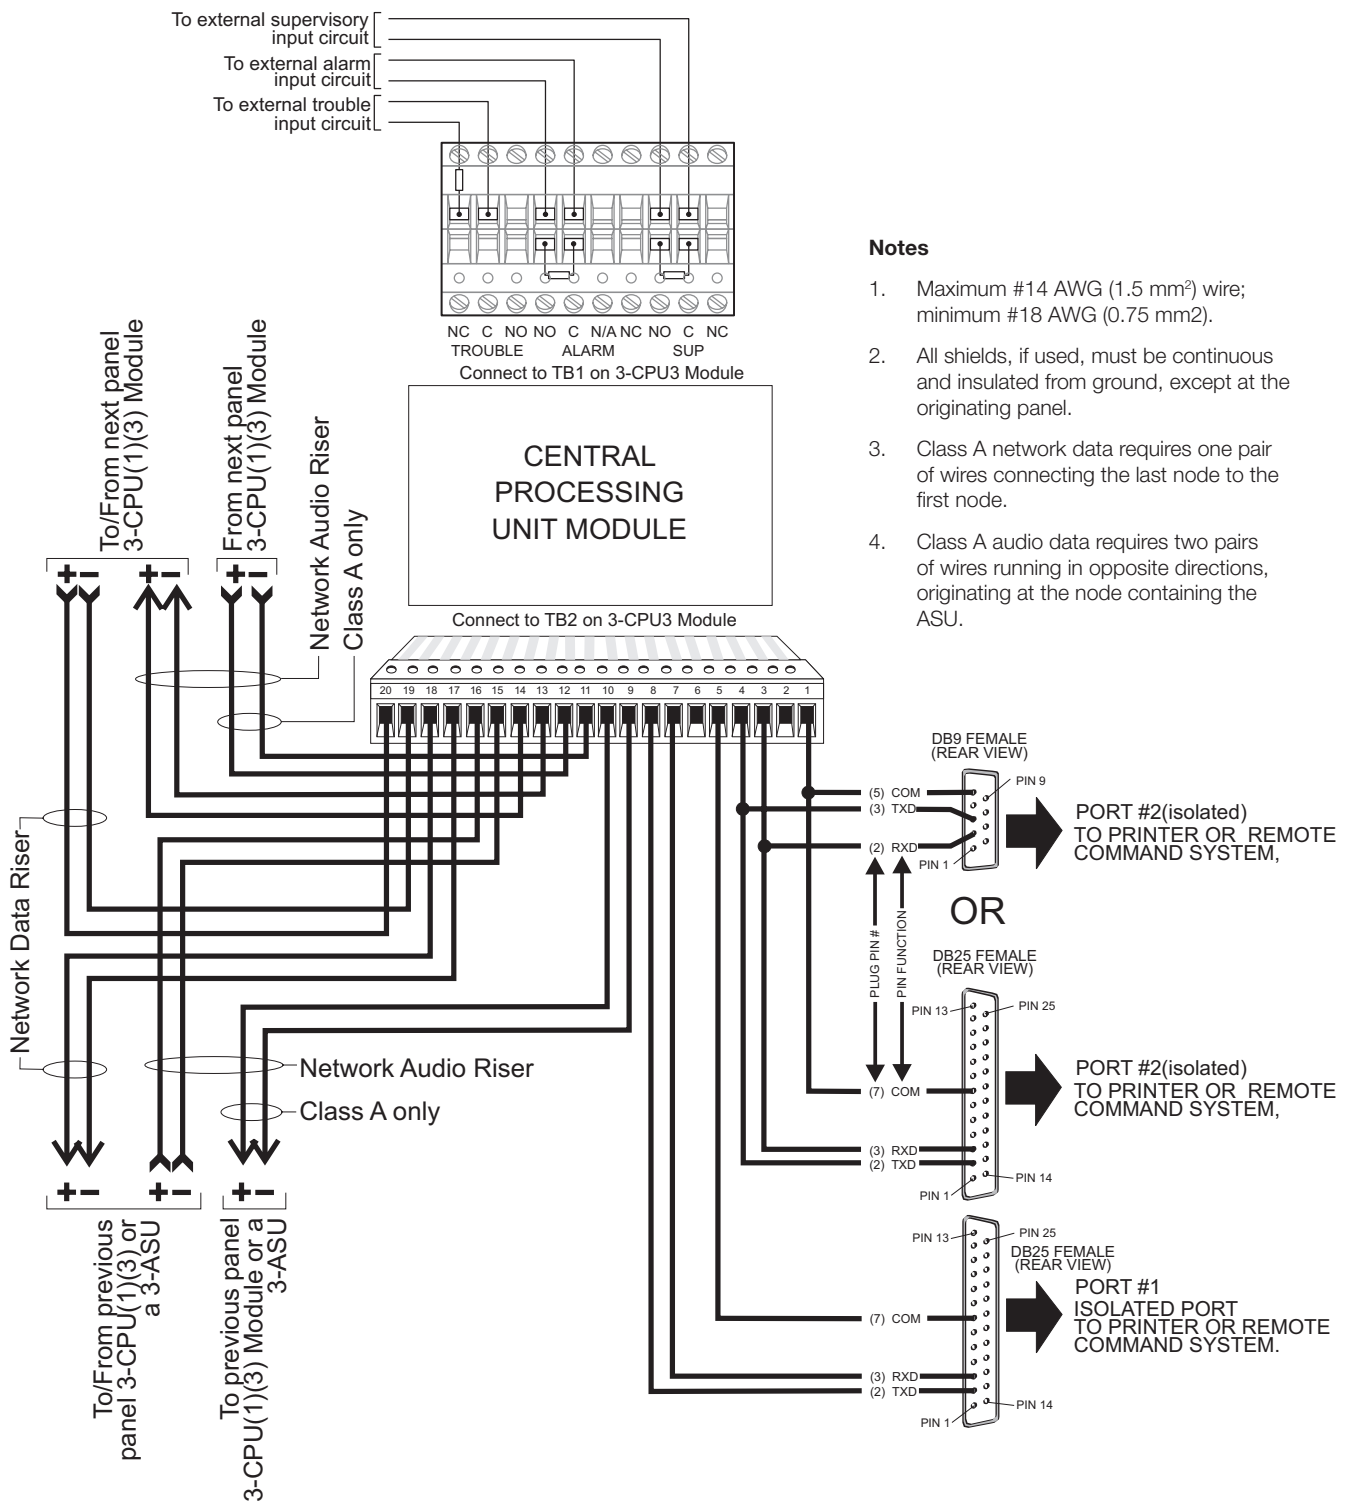 To external supervisory
input circuit
To external alarm
input circuit
To external trouble
input circuit
NC C NO NO C N/A NC NO C NC
TROUBLE ALARM SUP
Connect to TB1 on 3-CPU3 Module
CENTRAL
PROCESSING
UNIT MODULE
Connect to TB2 on 3-CPU3 Module
20 19 18 17 16 15 14 13 12 11 10 9 8 7 6 5 4 3 2 1
Notes
1. Maximum #14 AWG (1.5 mm²) wire;
minimum #18 AWG (0.75 mm2).
2. All shields, if used, must be continuous
and insulated from ground, except at the
originating panel.
3. Class A network data requires one pair
of wires connecting the last node to the
first node.
4. Class A audio data requires two pairs
of wires running in opposite directions,
originating at the node containing the
ASU.
To/From next panel
3-CPU(1)(3) Module
From next panel
3-CPU(1)(3) Module
+ − + − + −
Network Audio Riser
Class A only
Network Data Riser
Network Audio Riser
Class A only
+ − + − + −
To/From previous
panel 3-CPU(1)(3) or
a 3-ASU
To previous panel
3-CPU(1)(3) Module or a
3-ASU
DB9 FEMALE
(REAR VIEW)
PIN 9
(5) COM
(3) TXD
(2) RXD
PIN 1
PORT #2(isolated)
TO PRINTER OR REMOTE
COMMAND SYSTEM,
PLUG PIN #
PIN FUNCTION
OR
DB25 FEMALE
(REAR VIEW)
PIN 13
PIN 25
(7) COM
(3) RXD
(2) TXD
PIN 1
PIN 14
PORT #2(isolated)
TO PRINTER OR REMOTE
COMMAND SYSTEM,
PIN 13
PIN 25
DB25 FEMALE
(REAR VIEW)
(7) COM
(3) RXD
(2) TXD
PIN 1
PIN 14
PORT #1
ISOLATED PORT
TO PRINTER OR REMOTE
COMMAND SYSTEM.